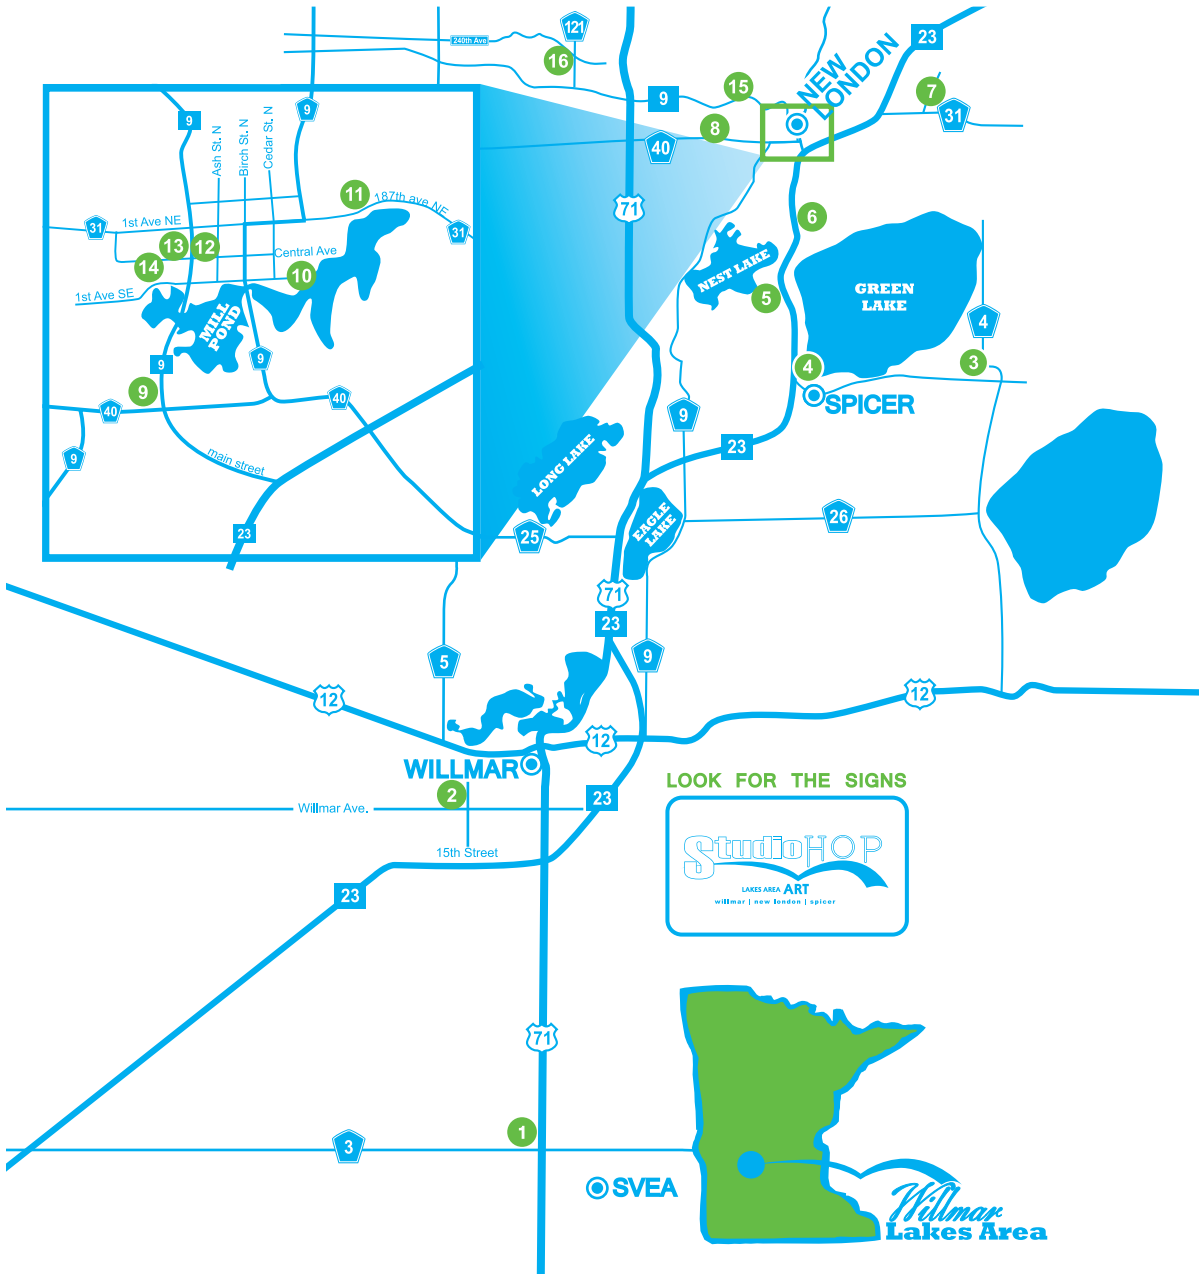 121
23
240th Ave
16
NEW
LONDON
15
7
9
31
8
40
9
9
Ash St. N
Birch St. N
Cedar St. N
11
187th ave NE
71
6
31
1st Ave NE
31
13
12
Central Ave
14
10
1st Ave SE
NEST LAKE
5
GREEN
LAKE
MILL
POND
4
9
9
4
3
9
40
40
SPICER
9
9
main street
23
LONG LAKE
23
25
EAGLE
LAKE
26
71
23
5
9
12
12
12
WILLMAR
2
23
Willmar Ave.
15th Street
LOOK FOR THE SIGNS
StudioHOP
LAKES AREA ART
willmar | new london | spicer
23
71
1
3
SVEA
Willmar
Lakes Area